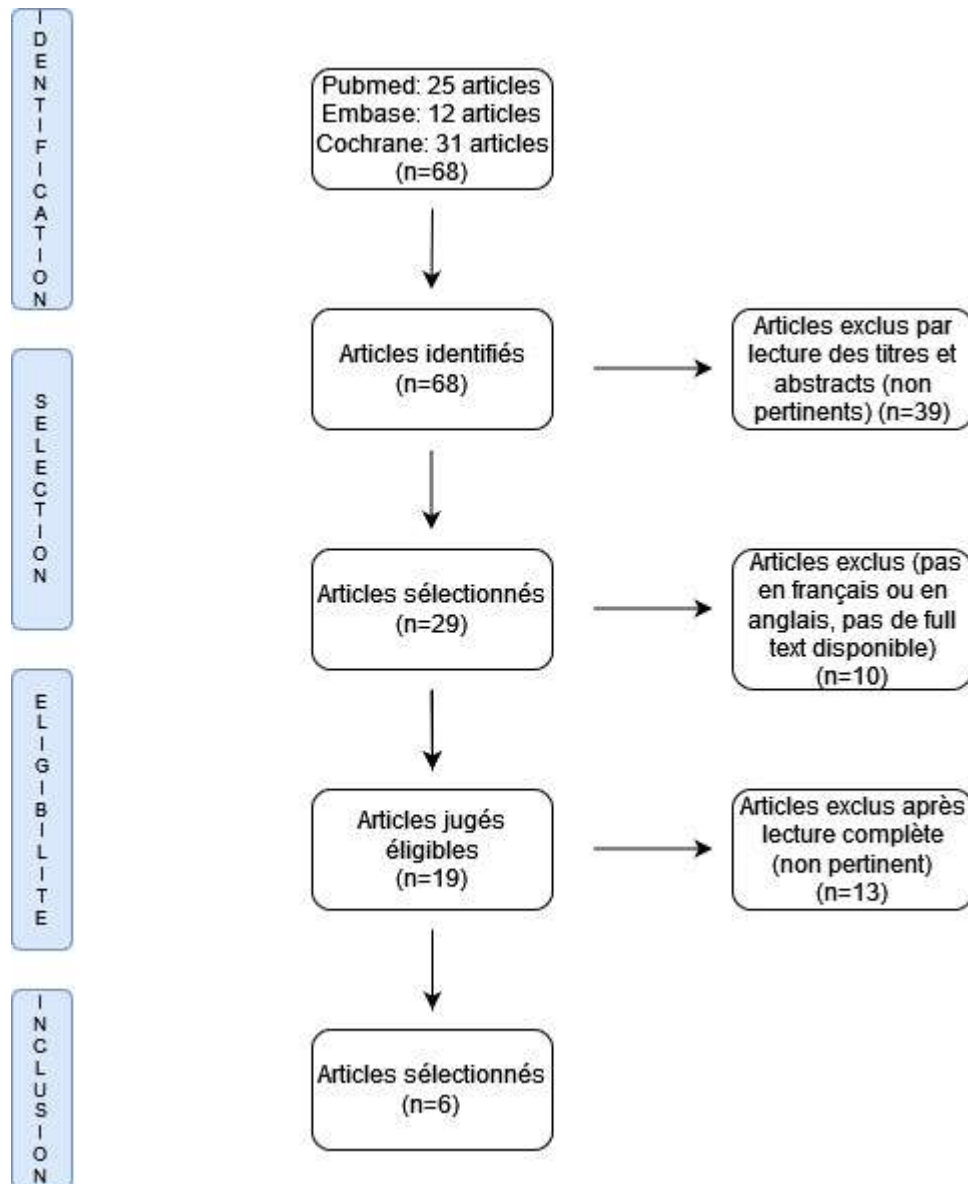 IDENTIFICATION
Pubmed: 25 articles
Embase: 12 articles
Cochrane: 31 articles
(n=68)
SELECTION
Articles identifiés
(n=68)
Articles exclus par
lecture des titres et
abstracts (non
pertinents) (n=39)
Articles sélectionnés
(n=29)
Articles exclus (pas
en français ou en
anglais, pas de full
text disponible)
(n=10)
ELIGIBILITE
Articles jugés
éligibles
(n=19)
Articles exclus après
lecture complète
(non pertinent)
(n=13)
INCLUSION
Articles sélectionnés
(n=6)